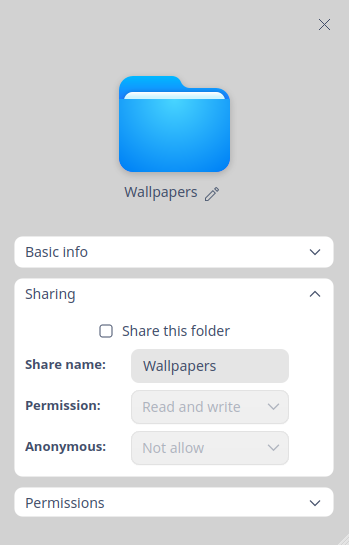 Wallpapers
Basic info
Sharing
Share this folder
Share name: Wallpapers
Permission: Read and write
Anonymous: Not allow
Permissions